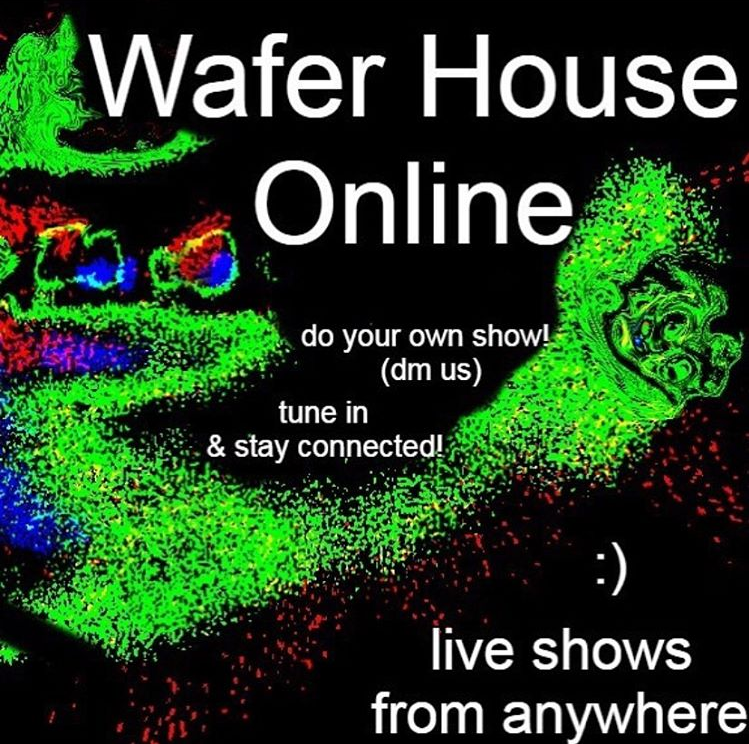 Wafer House
Online
do your own show!
(dm us)
tune in
& stay connected!
:)
live shows
from anywhere